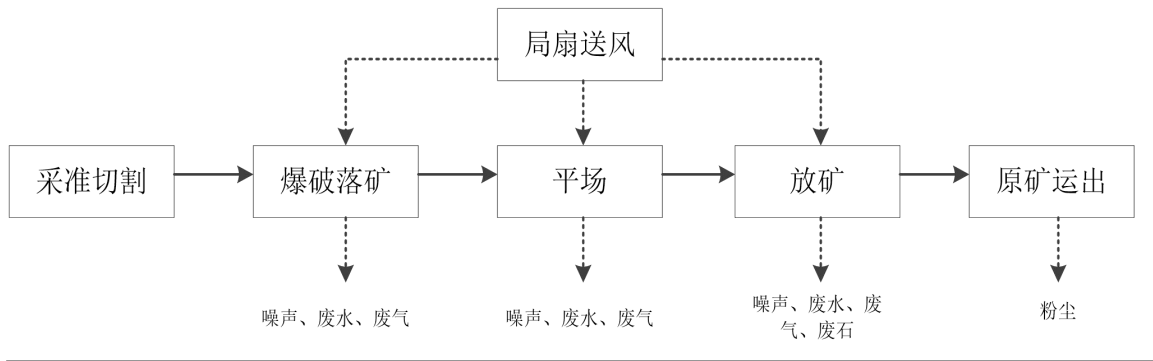 局扇送风
采准切割
爆破落矿
平场
放矿
原矿运出
噪声、废水、废气
噪声、废水、废气
噪声、废水、废
气、废石
粉尘